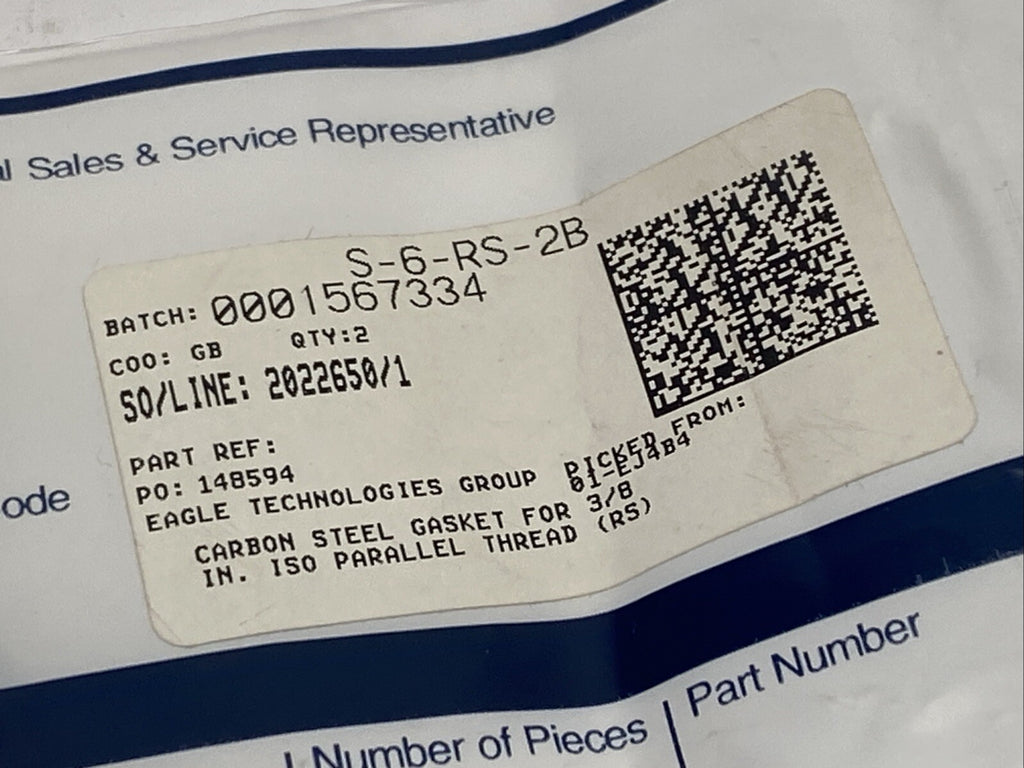 Sales & Service Representative
S-6-RS-2B
BATCH: 0001567334
COO: GB QTY:2
SO/LINE: 2022650/1
PART REF:
PO: 148594
EAGLE TECHNOLOGIES GROUP
PICKED FROM:
01-EJ4B4
CARBON STEEL GASKET FOR 3/8
IN. ISO PARALLEL THREAD (RS)
ode
Number of Pieces
Part Number